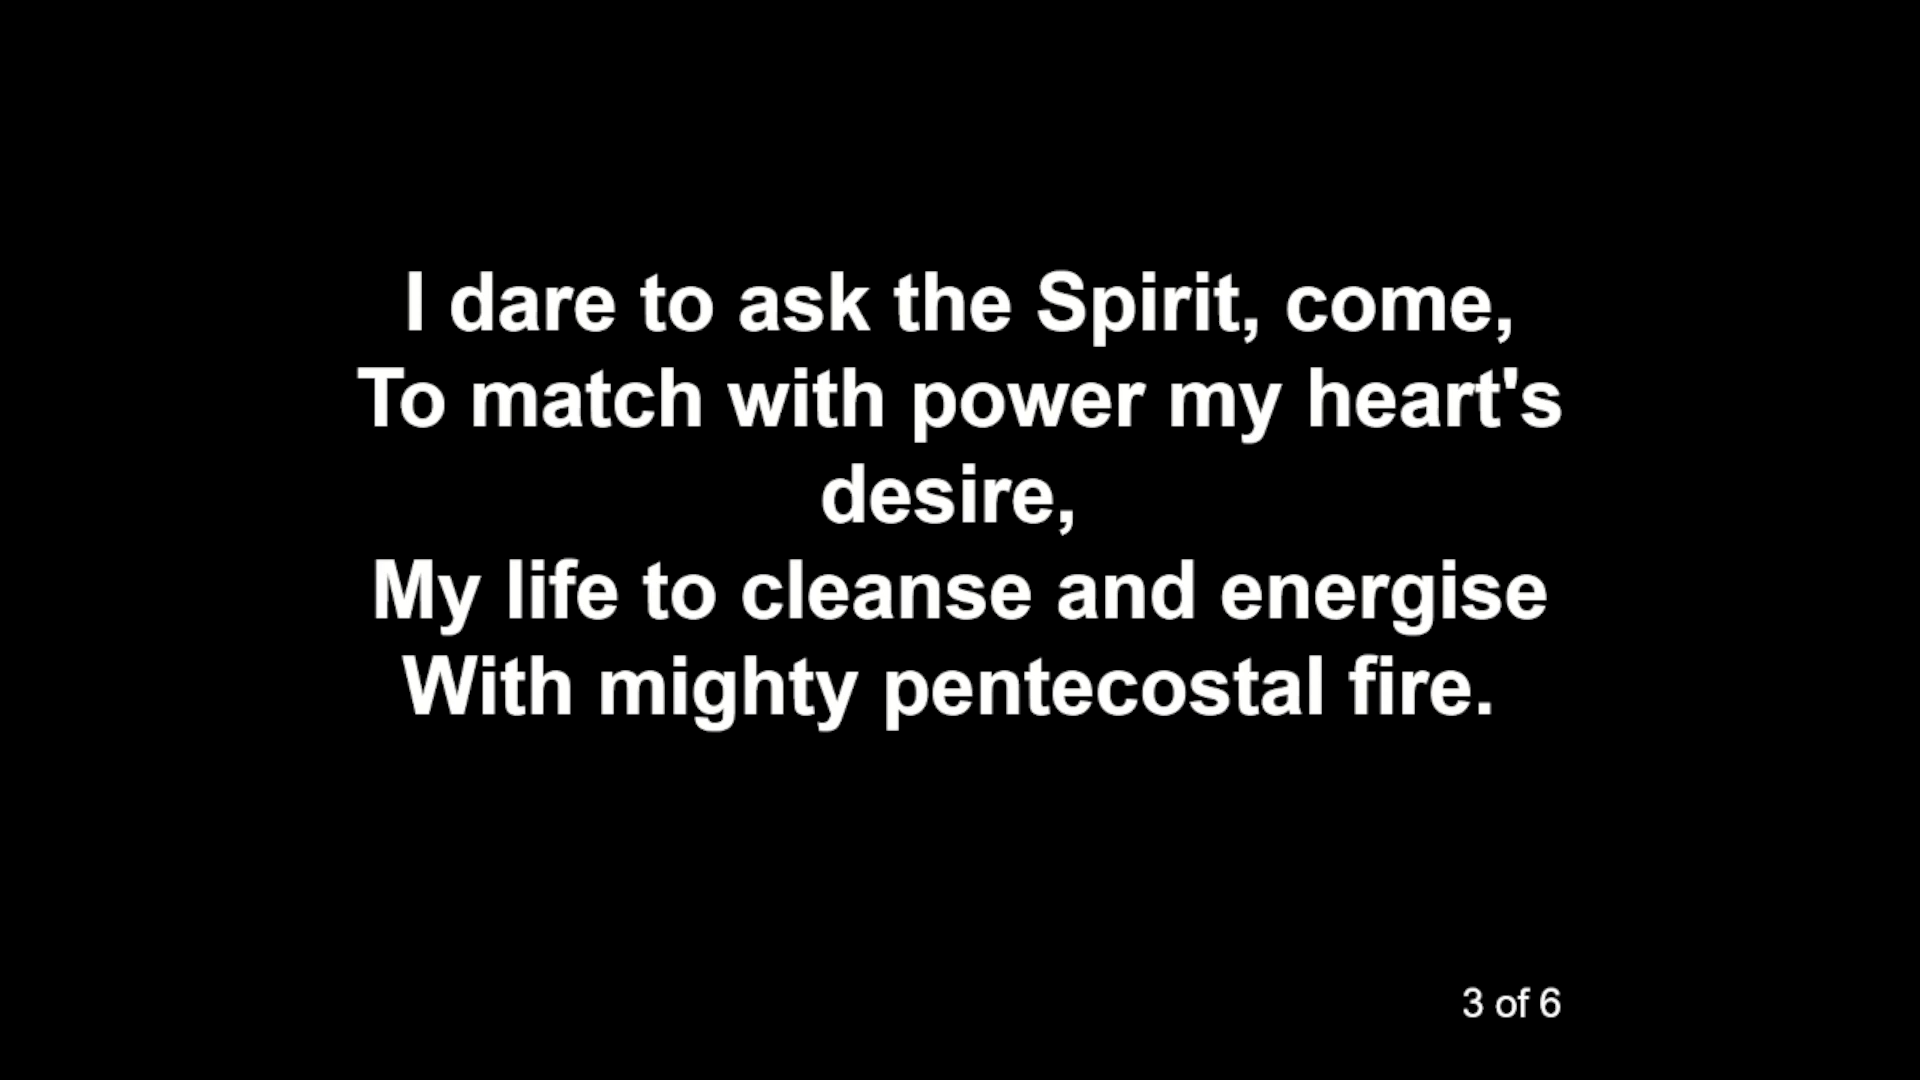 I dare to ask the Spirit, come,
To match with power my heart's
desire,
My life to cleanse and energise
With mighty pentecostal fire.
3 of 6